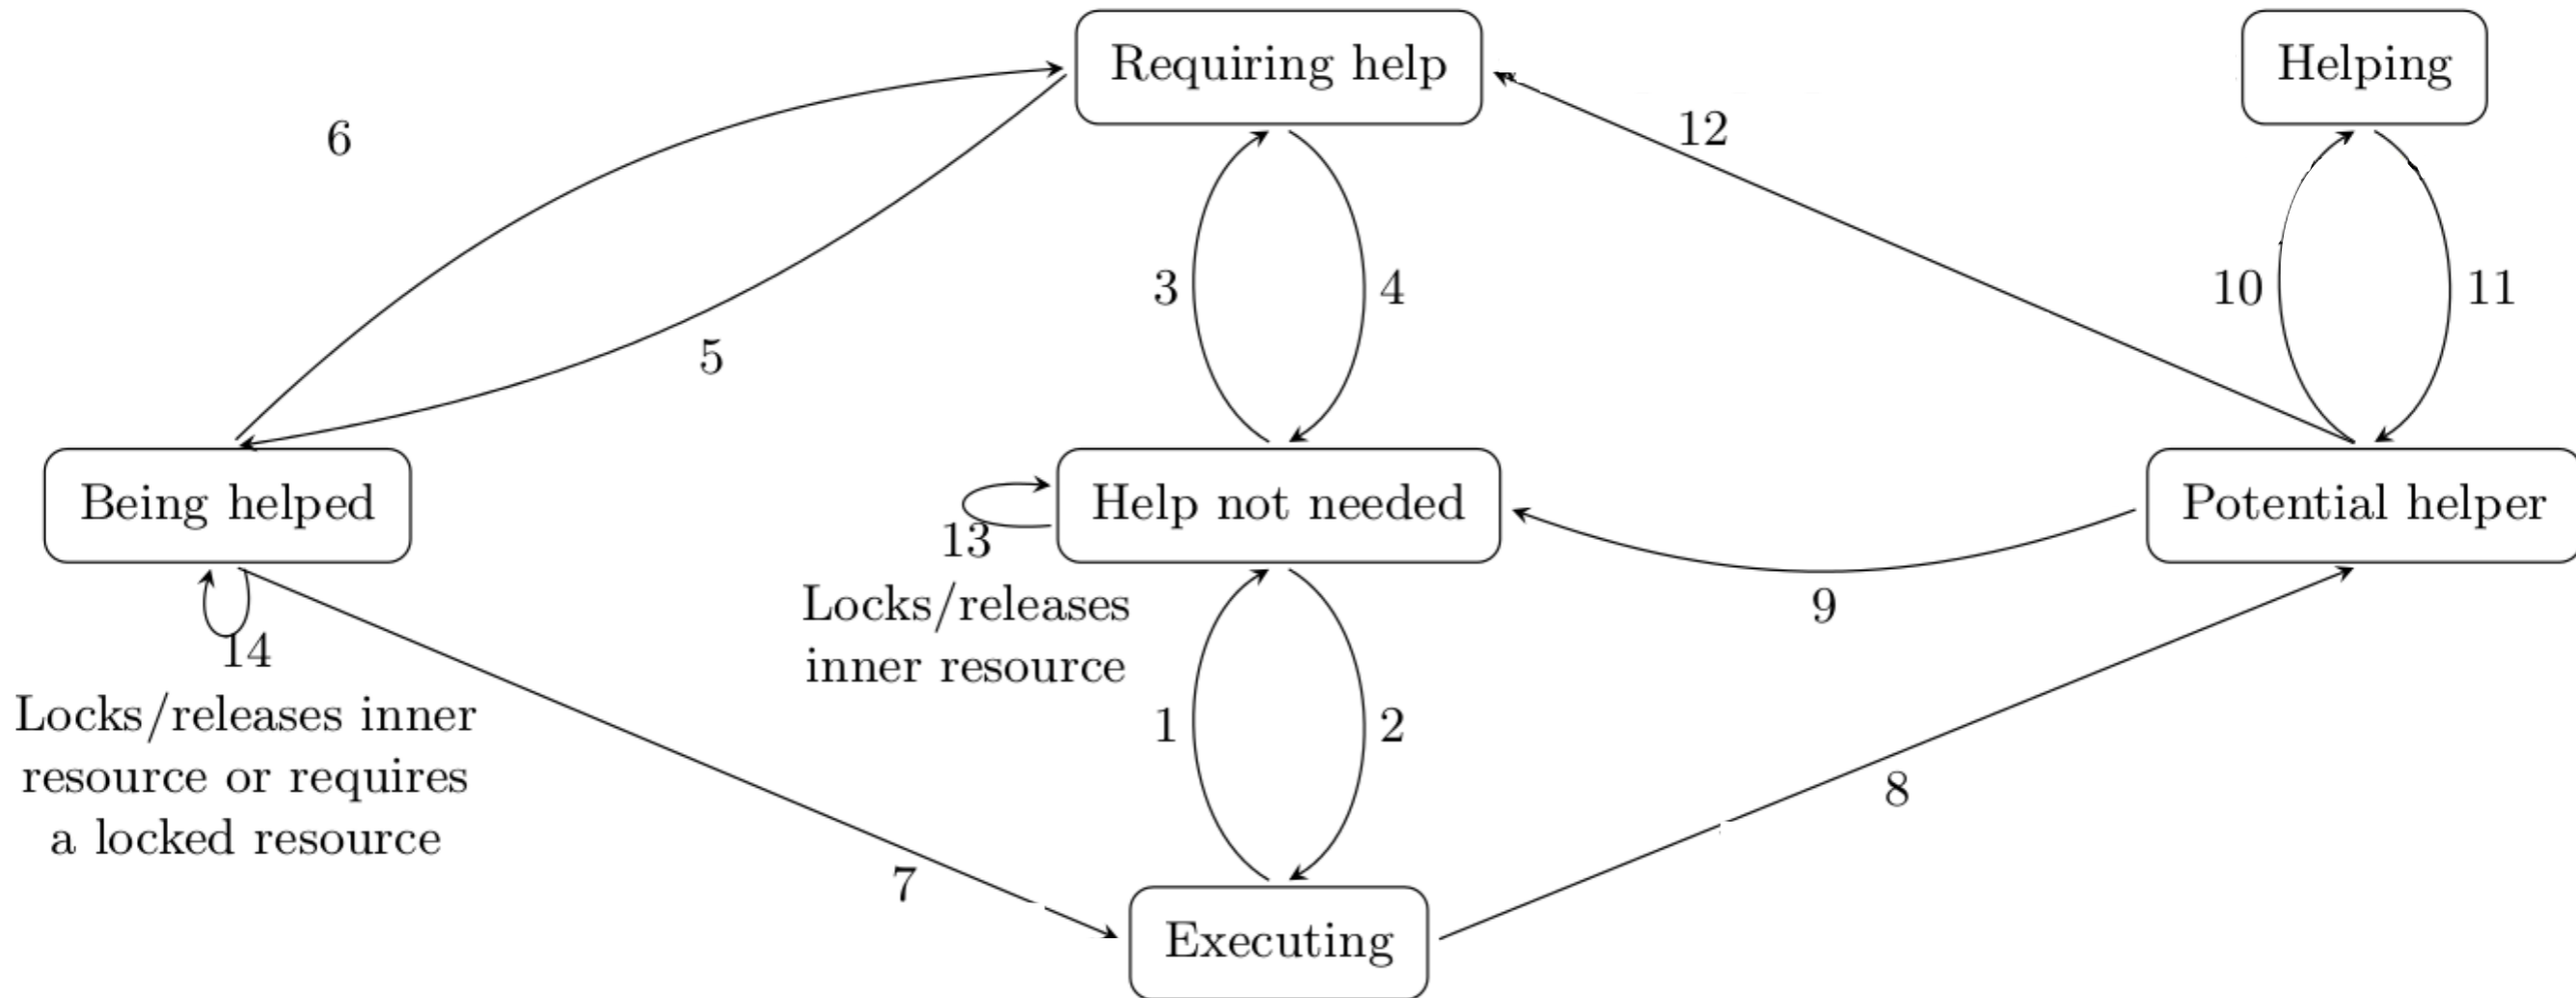 Requiring help
Helping
6
12
3
4
10
11
5
Being helped
Help not needed
Potential helper
13
Locks/releases
inner resource
9
14
Locks/releases inner
resource or requires
a locked resource
1
2
8
7
Executing